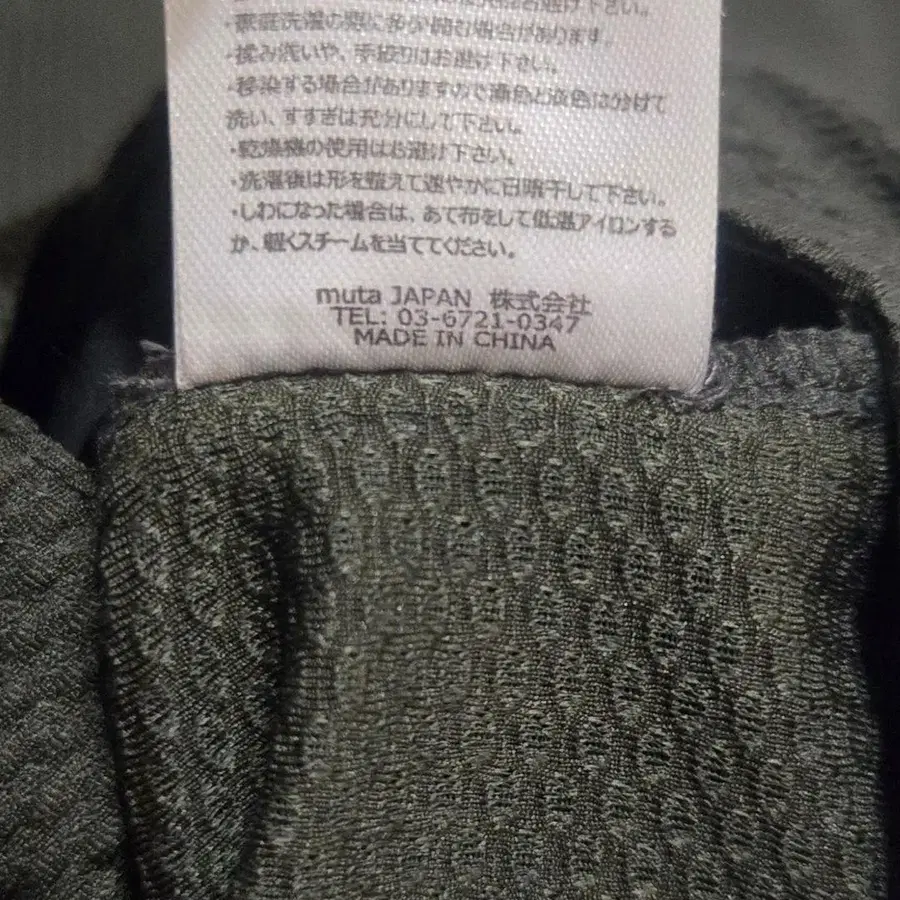 はお避け下さい。
・家庭洗濯の際に多少縮む場合があります。
・揉み洗いや、手絞りはお避け下さい。
・移染する場合がありますので濃色と淡色は分けて
洗い、すすぎは充分にして下さい。
・乾燥機の使用はお避け下さい。
・洗濯後は形を整えて速やかに日陰干して下さい。
・しわになった場合は、あて布をして低温アイロンする
か、軽くスチームを当ててください。
muta JAPAN 株式会社
TEL: 03-6721-0347
MADE IN CHINA